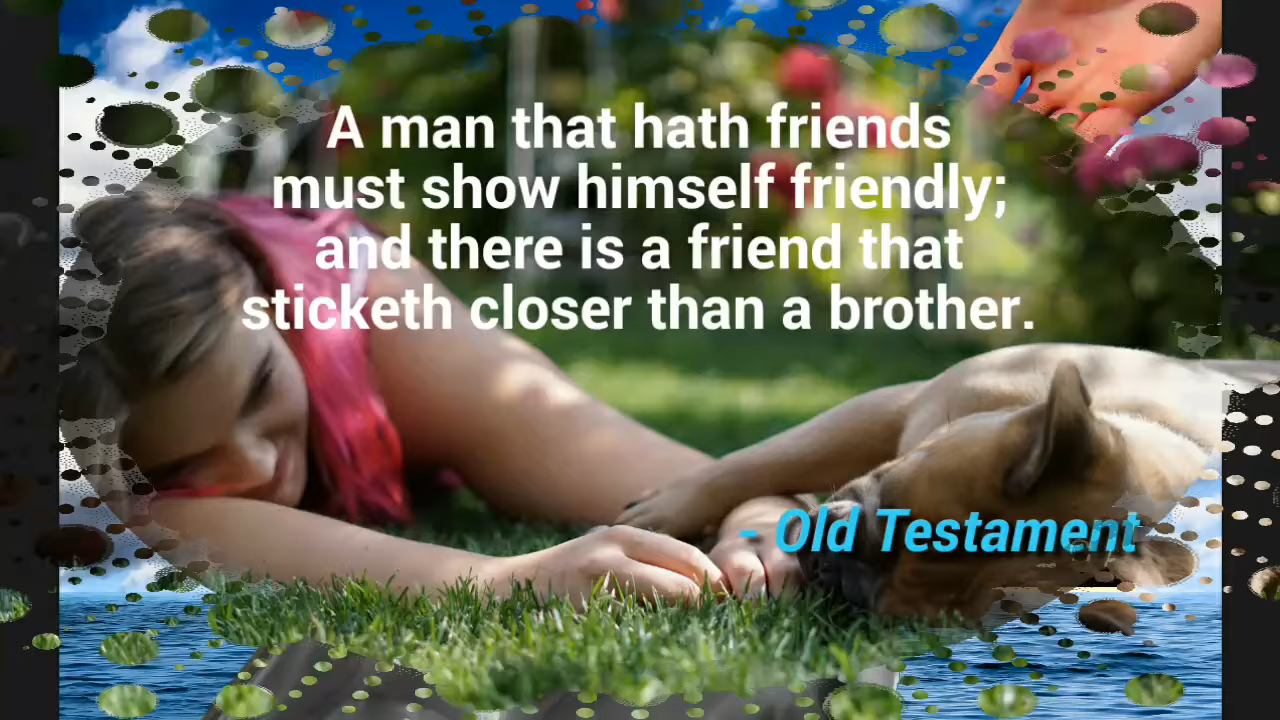 A man that hath friends
must show himself friendly;
and there is a friend that
sticketh closer than a brother.
- Old Testament